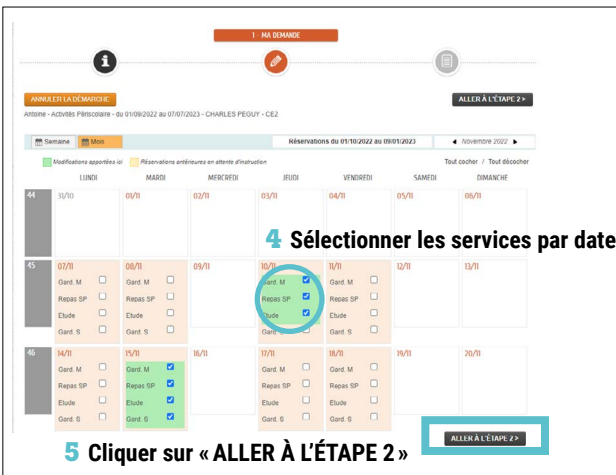 1 - MA DEMANDE
ANNULER LA DÉMARCHE
ALLER À L'ÉTAPE 2 >
Antoine - Activités Périscolaire - du 01/09/2022 au 07/07/2023 - CHARLES PEGUY - CE2
Semaine Mois Réservations du 01/10/2022 au 09/01/2023 Novembre 2022
Modifications apportées ici Réservations antérieures en attente d'instruction Tout cocher / Tout décocher
LUNDI MARDI MERCREDI JEUDI VENDREDI SAMEDI DIMANCHE
44 31/10 01/11 02/11 03/11 04/11 05/11 06/11
4 Sélectionner les services par date
45 07/11 08/11 09/11 10/11 11/11 12/11 13/11
Gard. M Gard. M Gard. M Gard. M
Repas SP Repas SP Repas SP Repas SP
Etude Etude Etude Etude
Gard. S Gard. S Gard. S Gard. S
46 14/11 15/11 16/11 17/11 18/11 19/11 20/11
Gard. M Gard. M Gard. M Gard. M
Repas SP Repas SP Repas SP Repas SP
Etude Etude Etude Etude
Gard. S Gard. S Gard. S Gard. S
ALLER À L'ÉTAPE 2 >
5 Cliquer sur « ALLER À L'ÉTAPE 2 »